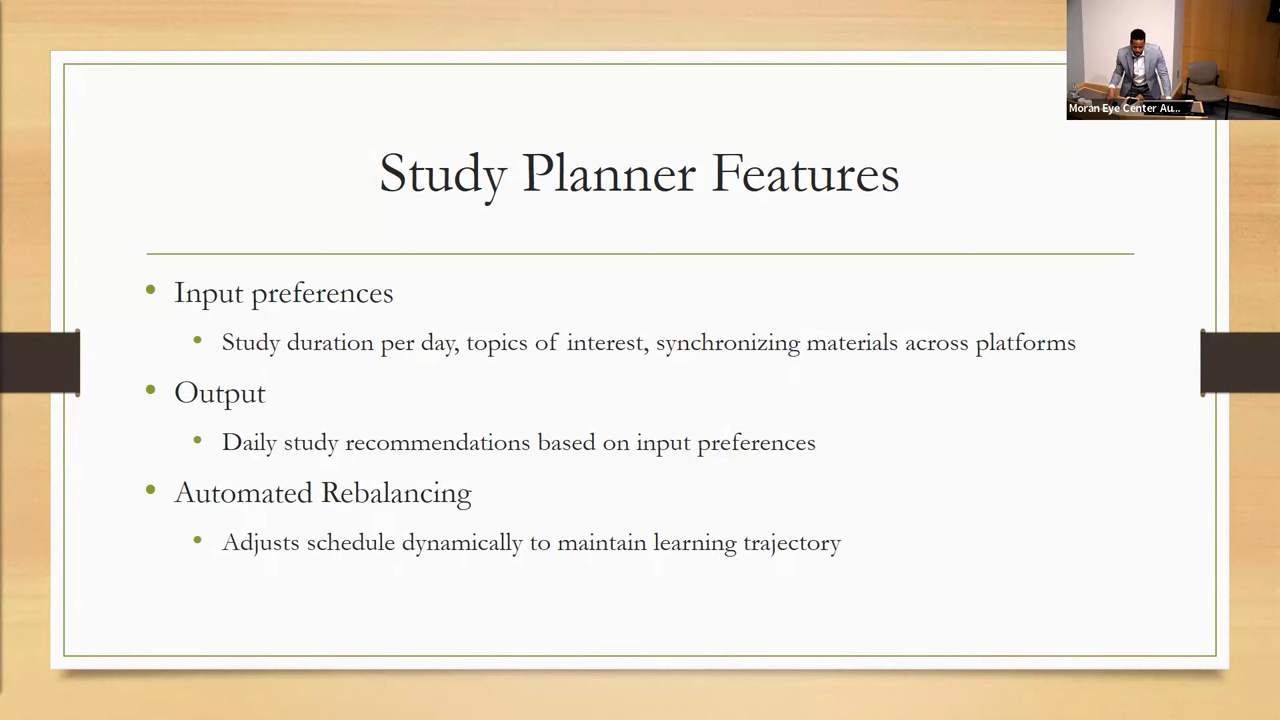 Moran Eye Center Au...
Study Planner Features
• Input preferences
• Study duration per day, topics of interest, synchronizing materials across platforms
• Output
• Daily study recommendations based on input preferences
• Automated Rebalancing
• Adjusts schedule dynamically to maintain learning trajectory